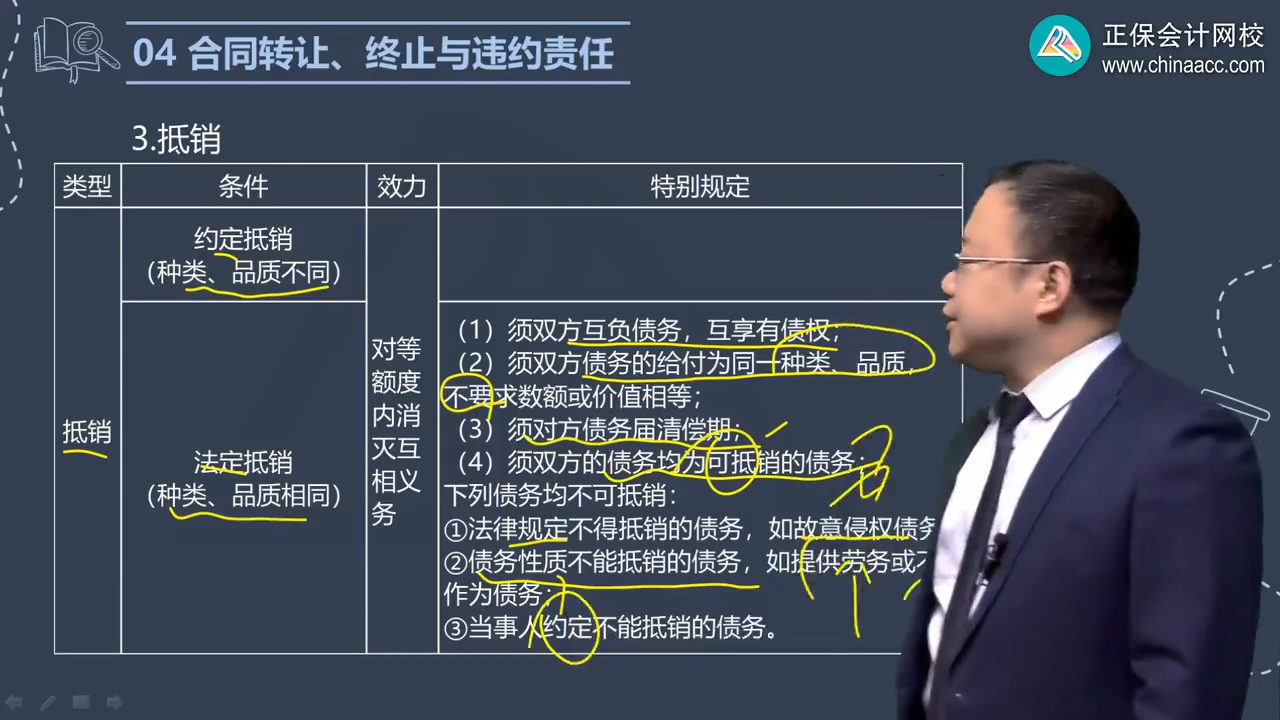 04 合同转让、终止与违约责任
正保会计网校
www.chinaacc.com
3.抵销
类型
条件
效力
特别规定
抵销
约定抵销
（种类、品质不同）
法定抵销
（种类、品质相同）
对等
额度
内消
灭互
相义
务
（1）须双方互负债务，互享有债权；
（2）须双方债务的给付为同一种类、品质，
不要求数额或价值相等；
（3）须对方债务届清偿期；
（4）须双方的债务均为可抵销的债务；
下列债务均不可抵销：
①法律规定不得抵销的债务，如故意侵权债务
②债务性质不能抵销的债务，如提供劳务或不
作为债务；
③当事人约定不能抵销的债务。